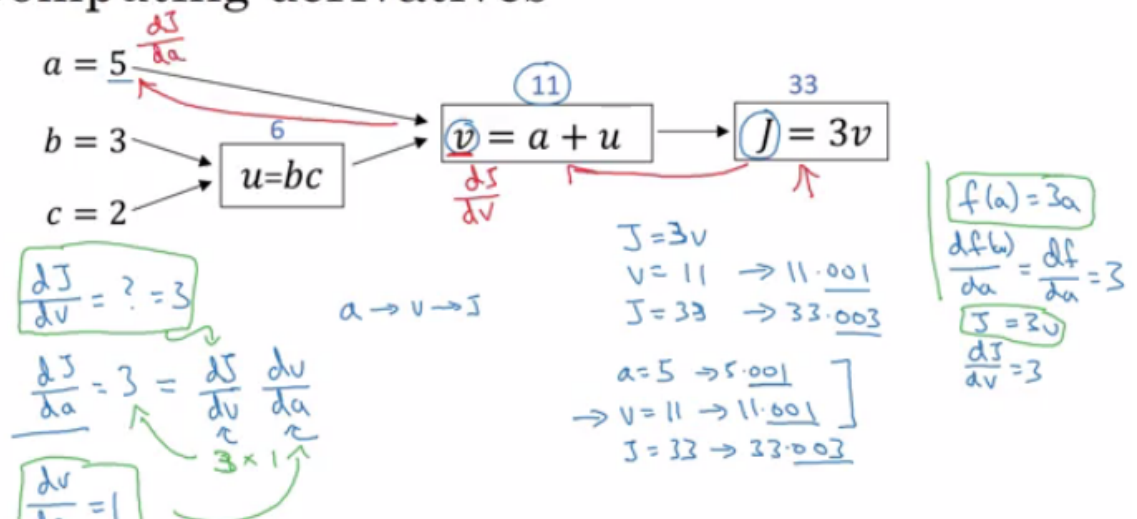 computing derivatives
dJ/da
a = 5
11
33
b = 3
6
v = a + u
J = 3v
u=bc
c = 2
dJ/dv
f(a) = 3a
J = 3v
dJ/dv = ? = 3
v = 11 → 11.001
df(a)/da = df/da = 3
a → v → J
J = 33 → 33.003
J = 3v
dJ/da = 3 = dJ/dv dv/da
a = 5 → 5.001
dJ/dv = 3
→ v = 11 → 11.001
3 × 1
J = 33 → 33.003
dv/da = 1